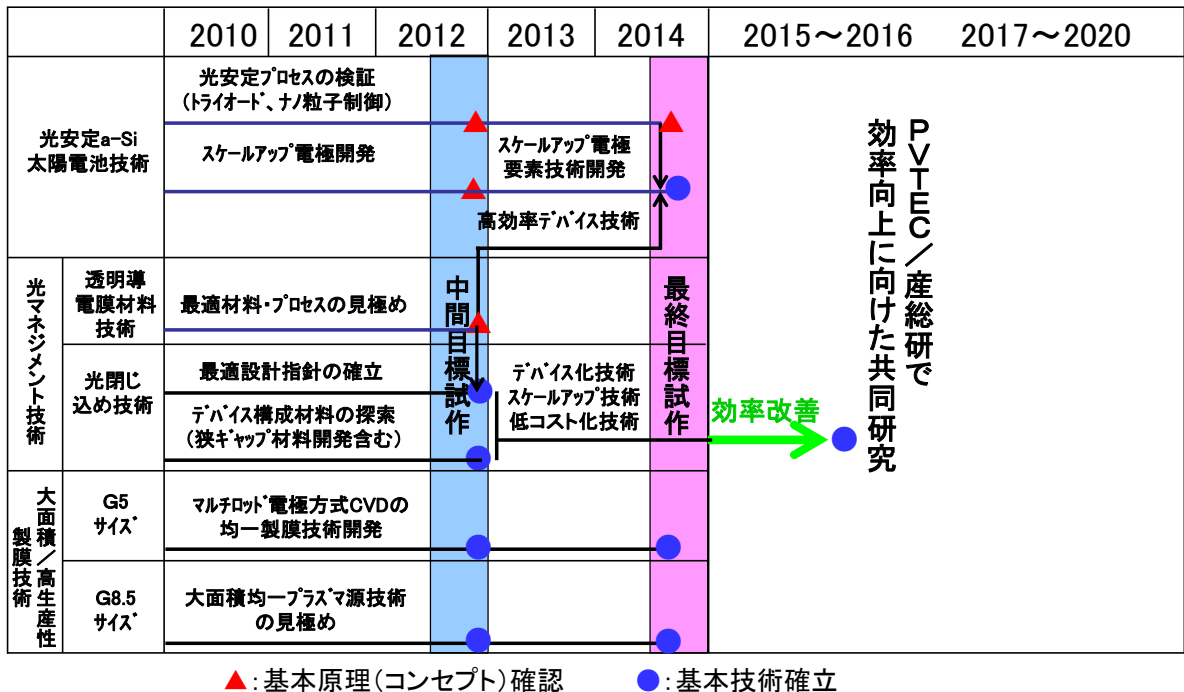 2010 2011 2012 2013 2014 2015～2016 2017～2020
光安定a-Si
太陽電池技術
光安定プロセスの検証
(トライオード、ナノ粒子制御)
スケールアップ電極開発
スケールアップ電極
要素技術開発
高効率デバイス技術
光マネジメント技術
透明導
電膜材料
技術
最適材料・プロセスの見極め
光閉じ
込め技術
最適設計指針の確立
デバイス構成材料の探索
(狭ギャップ材料開発含む)
デバイス化技術
スケールアップ技術
低コスト化技術
中間目標試作
最終目標試作
効率改善
PVTEC／産総研で
効率向上に向けた共同研究
大面積／高生産性
製膜技術
G5
サイズ
マルチロッド電極方式CVDの
均一製膜技術開発
G8.5
サイズ
大面積均一プラズマ源技術
の見極め
▲:基本原理(コンセプト)確認 ●:基本技術確立